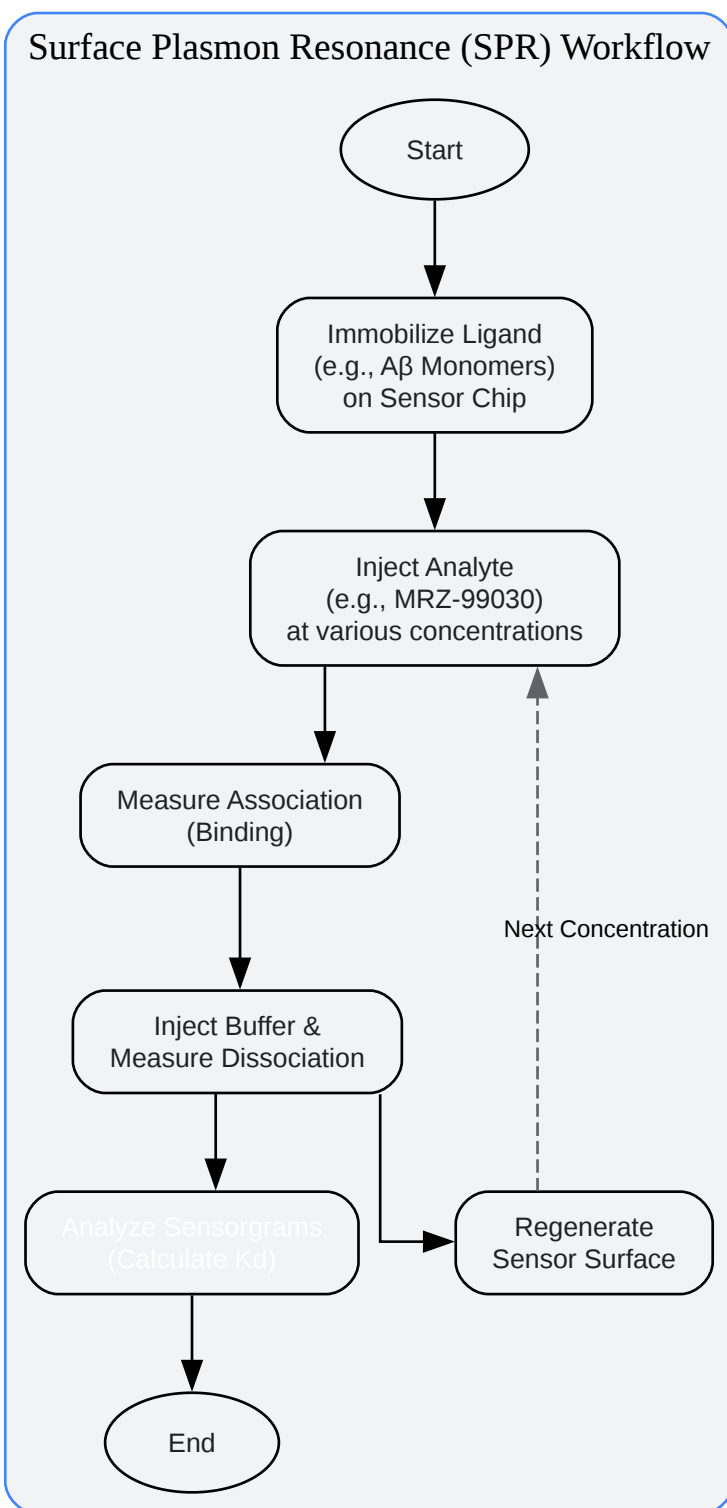 Surface Plasmon Resonance (SPR) Workflow
Start
Immobilize Ligand
(e.g., Aβ Monomers)
on Sensor Chip
Inject Analyte
(e.g., MRZ-99030)
at various concentrations
Measure Association
(Binding)
Next Concentration
Inject Buffer &
Measure Dissociation
Analyze Sensorgrams
(Calculate Kd)
Regenerate
Sensor Surface
End